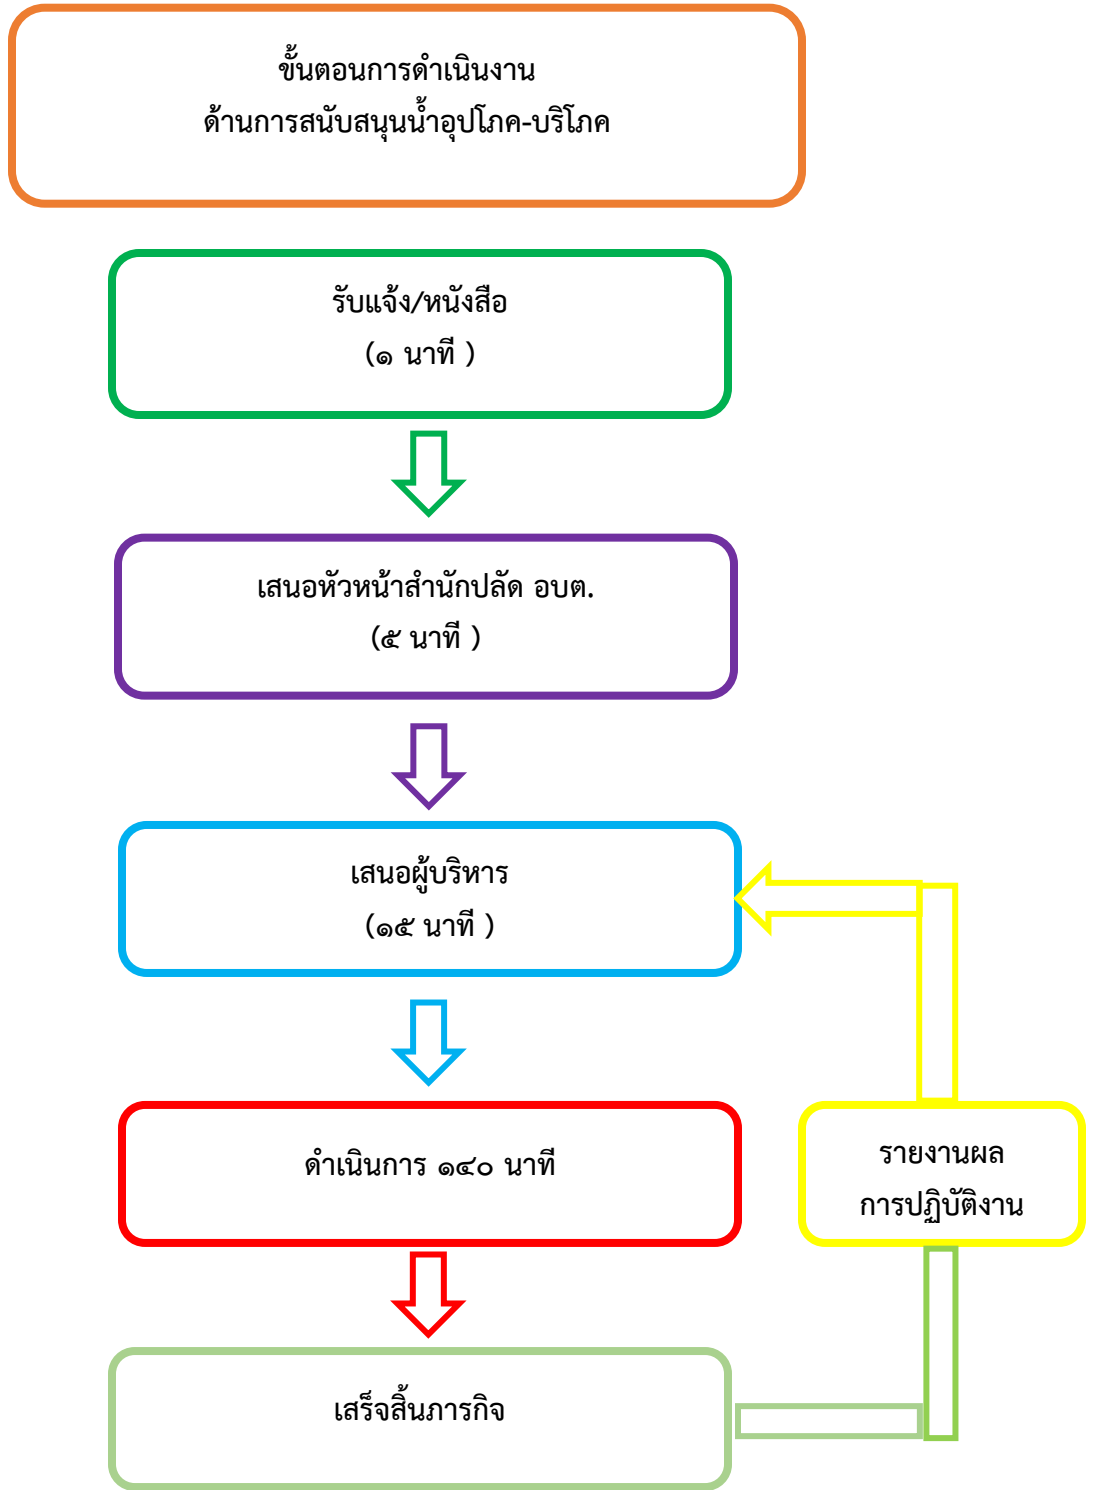 ขั้นตอนการดำเนินงาน
ด้านการสนับสนุนน้ำอุปโภค-บริโภค
รับแจ้ง/หนังสือ
(๑ นาที )
เสนอหัวหน้าสำนักปลัด อบต.
(๕ นาที )
เสนอผู้บริหาร
(๑๕ นาที )
ดำเนินการ ๑๔๐ นาที
รายงานผล
การปฏิบัติงาน
เสร็จสิ้นภารกิจ